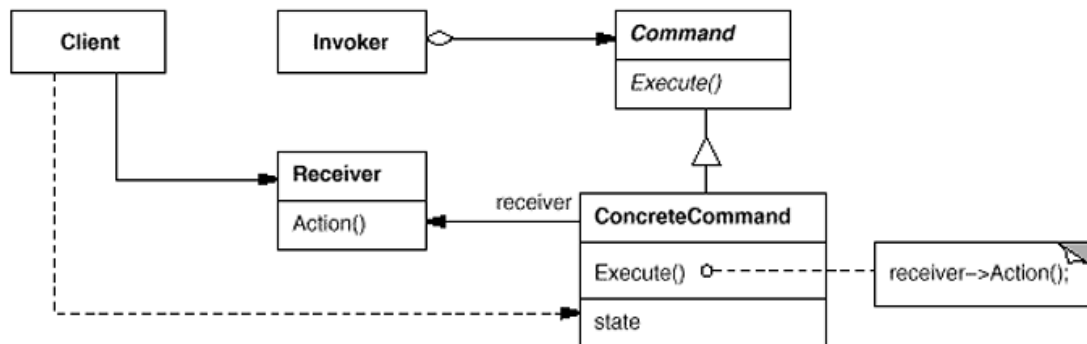 Client
Invoker
Command
Execute()
Receiver
Action()
receiver
ConcreteCommand
Execute()
receiver->Action();
state